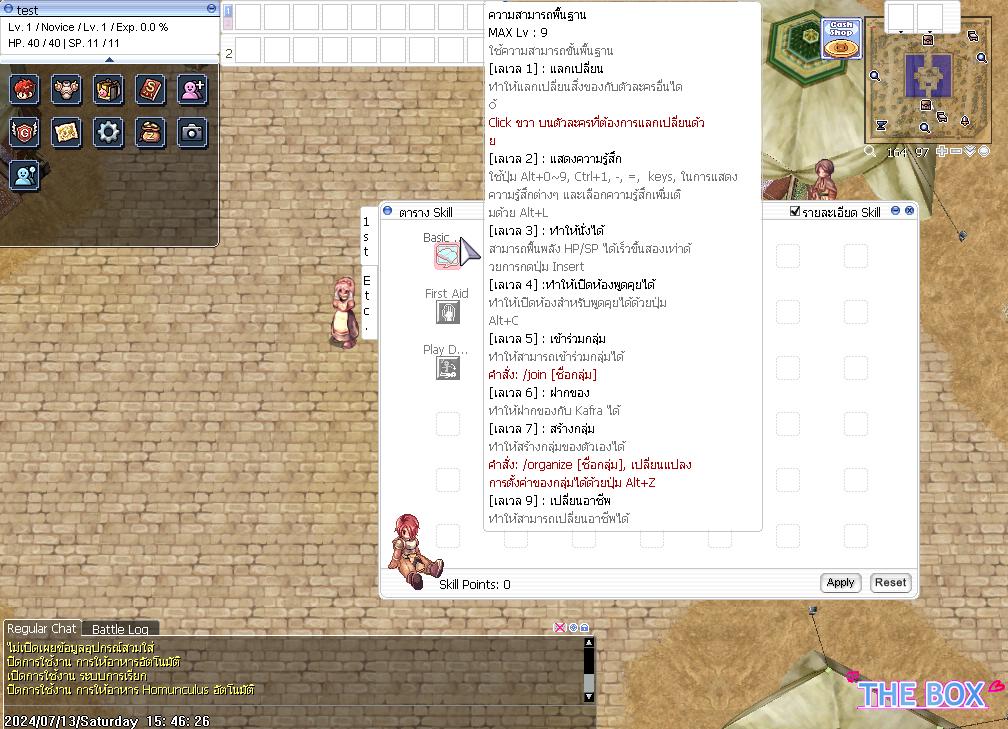 test
Lv. 1 / Novice / Lv. 1 / Exp. 0.0 %
HP. 40 / 40 | SP. 11 / 11
1
2
2
Cash Shop
164 97
ความสามารถพื้นฐาน
MAX Lv : 9
ใช้ความสามารถขั้นพื้นฐาน
[เลเวล 1] : แลกเปลี่ยน
ทำให้แลกเปลี่ยนสิ่งของกับตัวละครอื่นได
้
Click ขวา บนตัวละครที่ต้องการแลกเปลี่ยนด้ว
ย
[เลเวล 2] : แสดงความรู้สึก
ใช้ปุ่ม Alt+0~9, Ctrl+1, -, =, keys, ในการแสดง
ความรู้สึกต่างๆ และเลือกความรู้สึกเพิ่มเติ
มด้วย Alt+L
[เลเวล 3] : ทำให้นั่งได้
สามารถฟื้นพลัง HP/SP ได้เร็วขึ้นสองเท่าด้
วยการกดปุ่ม Insert
[เลเวล 4] :ทำให้เปิดห้องพูดคุยได้
ทำให้เปิดห้องสำหรับพูดคุยได้ด้วยปุ่ม
Alt+C
[เลเวล 5] : เข้าร่วมกลุ่ม
ทำให้สามารถเข้าร่วมกลุ่มได้
คำสั่ง: /join [ชื่อกลุ่ม]
[เลเวล 6] : ฝากของ
ทำให้ฝากของกับ Kafra ได้
[เลเวล 7] : สร้างกลุ่ม
ทำให้สร้างกลุ่มของตัวเองได้
คำสั่ง: /organize [ชื่อกลุ่ม], เปลี่ยนแปลง
การตั้งค่าของกลุ่มได้ด้วยปุ่ม Alt+Z
[เลเวล 9] : เปลี่ยนอาชีพ
ทำให้สามารถเปลี่ยนอาชีพได้
ตาราง Skill
รายละเอียด Skill
1st
Etc.
Basic
First Aid
Play D...
Skill Points: 0
Apply
Reset
Regular Chat
Battle Log
ไม่เปิดเผยข้อมูลอุปกรณ์สวมใส่
ปิดการใช้งาน การให้อาหารอัตโนมัติ
เปิดการใช้งาน ระบบการเรียก
ปิดการใช้งาน การให้อาหาร Homunculus อัตโนมัติ
2024/07/13/Saturday 15: 46: 26
THE BOX